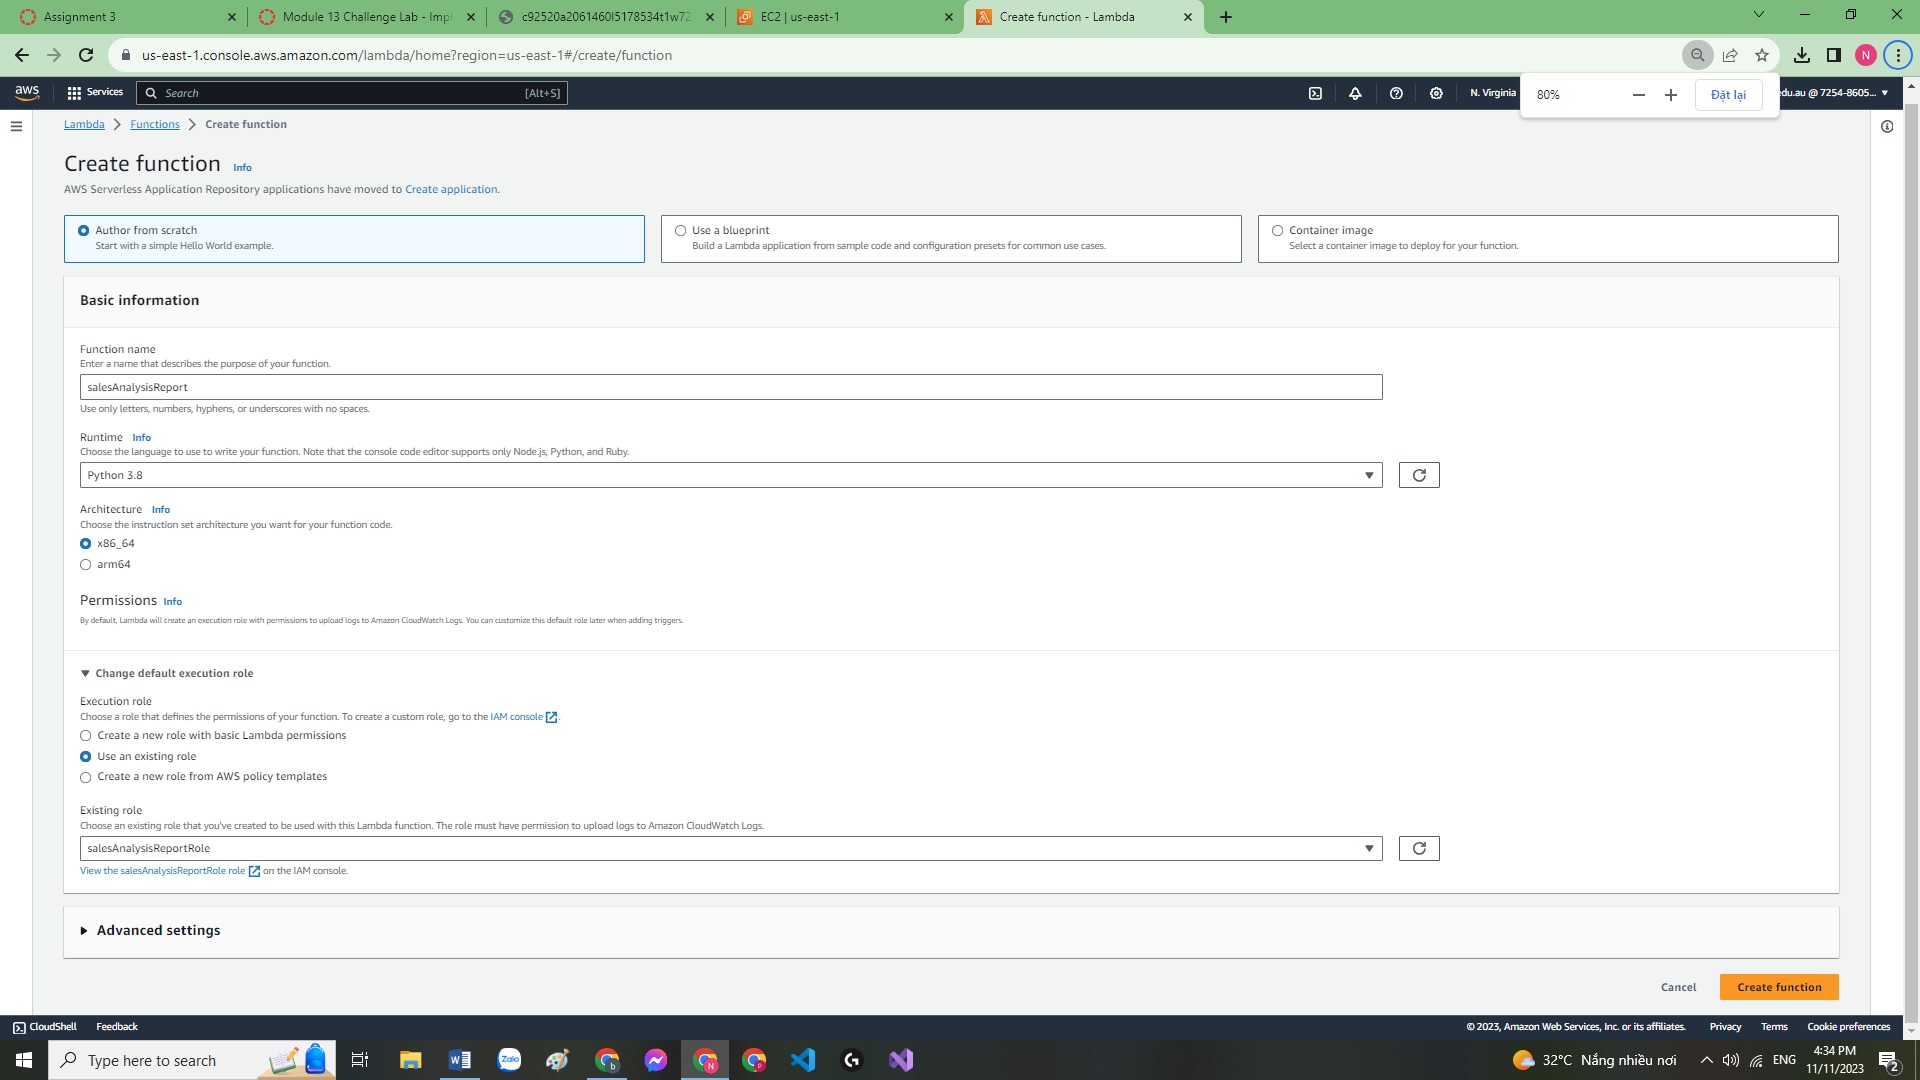 Assignment 3
Module 13 Challenge Lab - Impl
c92520a2061460l5178534t1w72
EC2 | us-east-1
Create function - Lambda
us-east-1.console.aws.amazon.com/lambda/home?region=us-east-1#/create/function
N
aws
Services
Search
[Alt+S]
N. Virginia
80%
Đặt lại
edu.au @ 7254-8605...
Lambda
Functions
Create function
Create function
Info
AWS Serverless Application Repository applications have moved to Create application.
Author from scratch
Start with a simple Hello World example.
Use a blueprint
Build a Lambda application from sample code and configuration presets for common use cases.
Container image
Select a container image to deploy for your function.
Basic information
Function name
Enter a name that describes the purpose of your function.
salesAnalysisReport
Use only letters, numbers, hyphens, or underscores with no spaces.
Runtime Info
Choose the language to use to write your function. Note that the console code editor supports only Node.js, Python, and Ruby.
Python 3.8
Architecture Info
Choose the instruction set architecture you want for your function code.
x86_64
arm64
Permissions Info
By default, Lambda will create an execution role with permissions to upload logs to Amazon CloudWatch Logs. You can customize this default role later when adding triggers.
Change default execution role
Execution role
Choose a role that defines the permissions of your function. To create a custom role, go to the IAM console.
Create a new role with basic Lambda permissions
Use an existing role
Create a new role from AWS policy templates
Existing role
Choose an existing role that you've created to be used with this Lambda function. The role must have permission to upload logs to Amazon CloudWatch Logs.
salesAnalysisReportRole
View the salesAnalysisReportRole role on the IAM console.
Advanced settings
Cancel
Create function
CloudShell
Feedback
© 2023, Amazon Web Services, Inc. or its affiliates.
Privacy
Terms
Cookie preferences
Type here to search
Zalo
32°C Nắng nhiều nơi
ENG
4:34 PM
11/11/2023
2